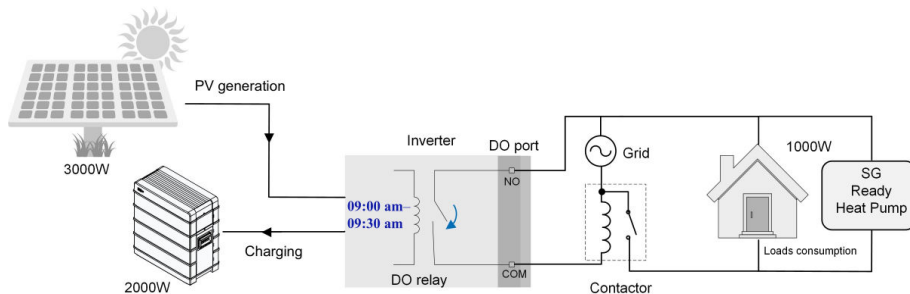 PV generation
3000W
2000W
Charging
Inverter
DO port
09:00 am
09:30 am
NO
COM
DO relay
Grid
Contactor
1000W
Loads consumption
SG
Ready
Heat Pump